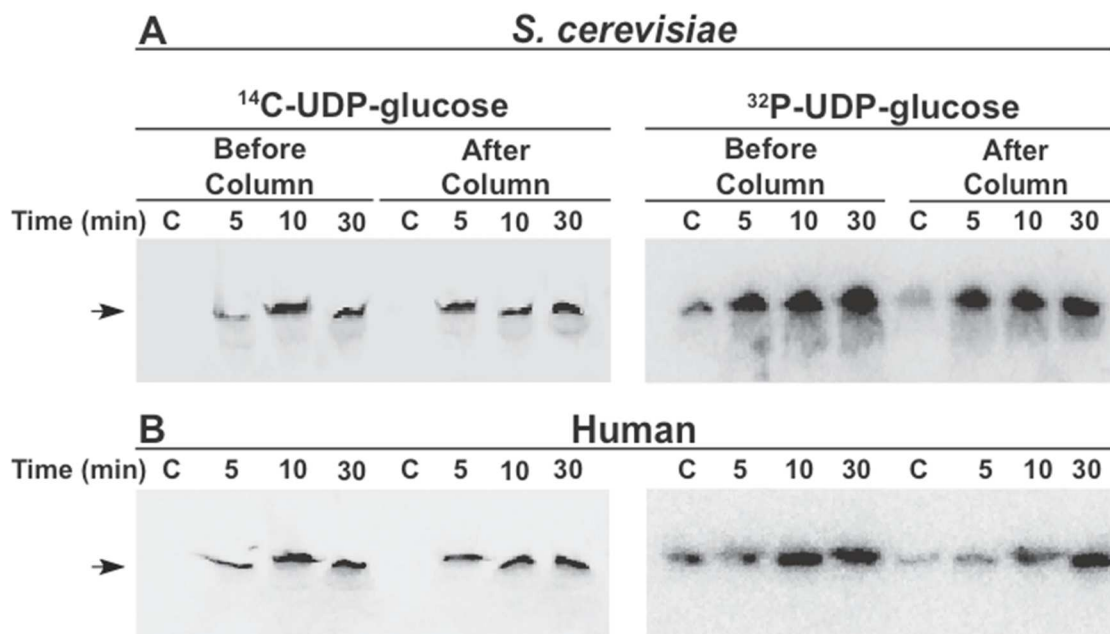 A S. cerevisiae
¹⁴C-UDP-glucose ³²P-UDP-glucose
Before After Before After
Column Column Column Column
Time (min) C 5 10 30 C 5 10 30 C 5 10 30 C 5 10 30
B Human
Time (min) C 5 10 30 C 5 10 30 C 5 10 30 C 5 10 30